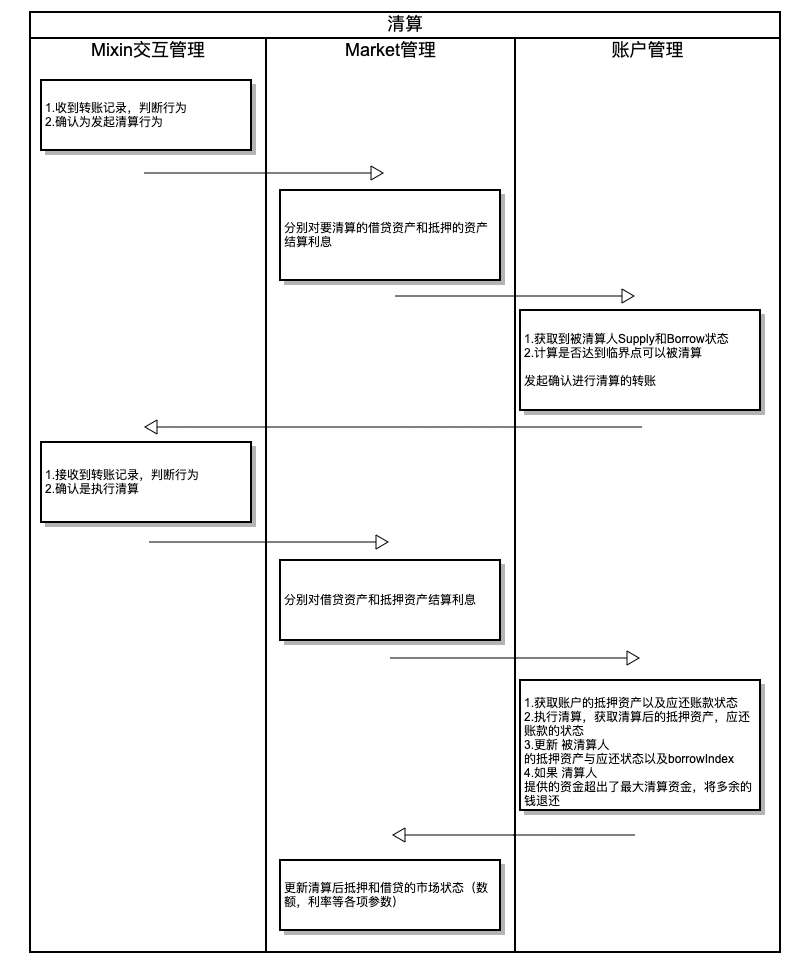 清算
Mixin交互管理
Market管理
账户管理
1.收到转账记录，判断行为
2.确认为发起清算行为
分别对要清算的借贷资产和抵押的资产
结算利息
1.获取到被清算人Supply和Borrow状态
2.计算是否达到临界点可以被清算
发起确认进行清算的转账
1.接收到转账记录，判断行为
2.确认是执行清算
分别对借贷资产和抵押资产结算利息
1.获取账户的抵押资产以及应还账款状态
2.执行清算，获取清算后的抵押资产，应还
账款的状态
3.更新 被清算人
的抵押资产与应还状态以及borrowIndex
4.如果 清算人
提供的资金超出了最大清算资金，将多余的
钱退还
更新清算后抵押和借贷的市场状态（数
额，利率等各项参数）